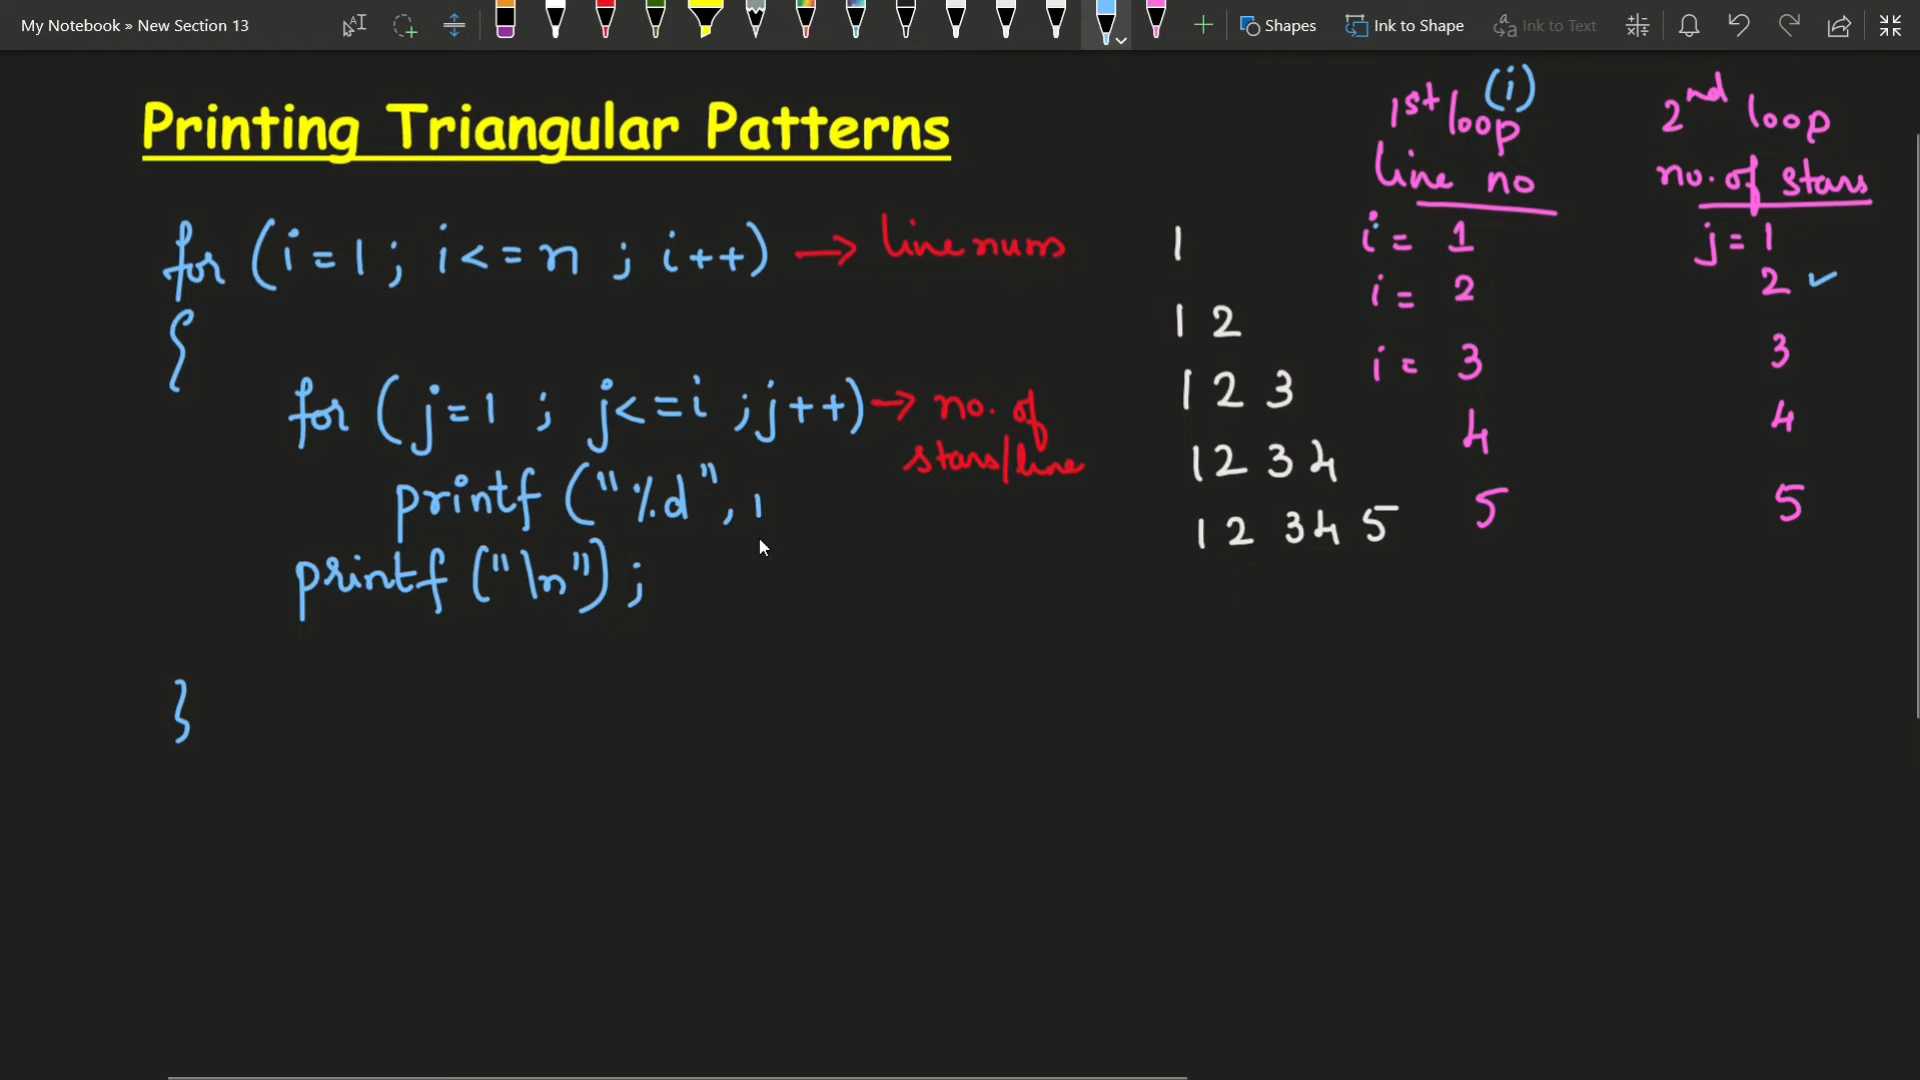 My Notebook » New Section 13
Shapes
Ink to Shape
Ink to Text
Printing Triangular Patterns
for (i=1; i<=n ; i++) → line nums
{
for (j=1 ; j<=i ; j++) → no. of
stars/line
printf ("%d", 1
printf ("\n");
}
1
1 2
1 2 3
1 2 3 4
1 2 3 4 5
(i)
1st loop
line no
i = 1
i = 2
i = 3
4
5
2nd loop
no. of stars
j = 1
2 ✓
3
4
5